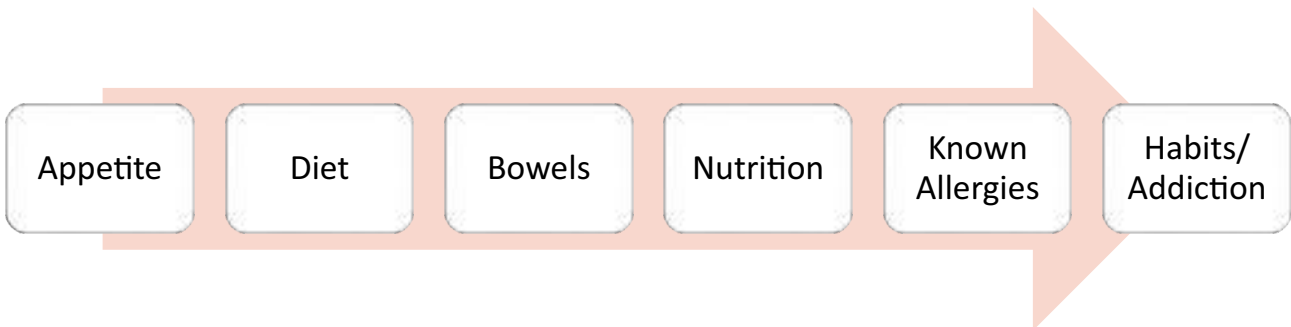 Appetite
Diet
Bowels
Nutrition
Known
Allergies
Habits/
Addiction